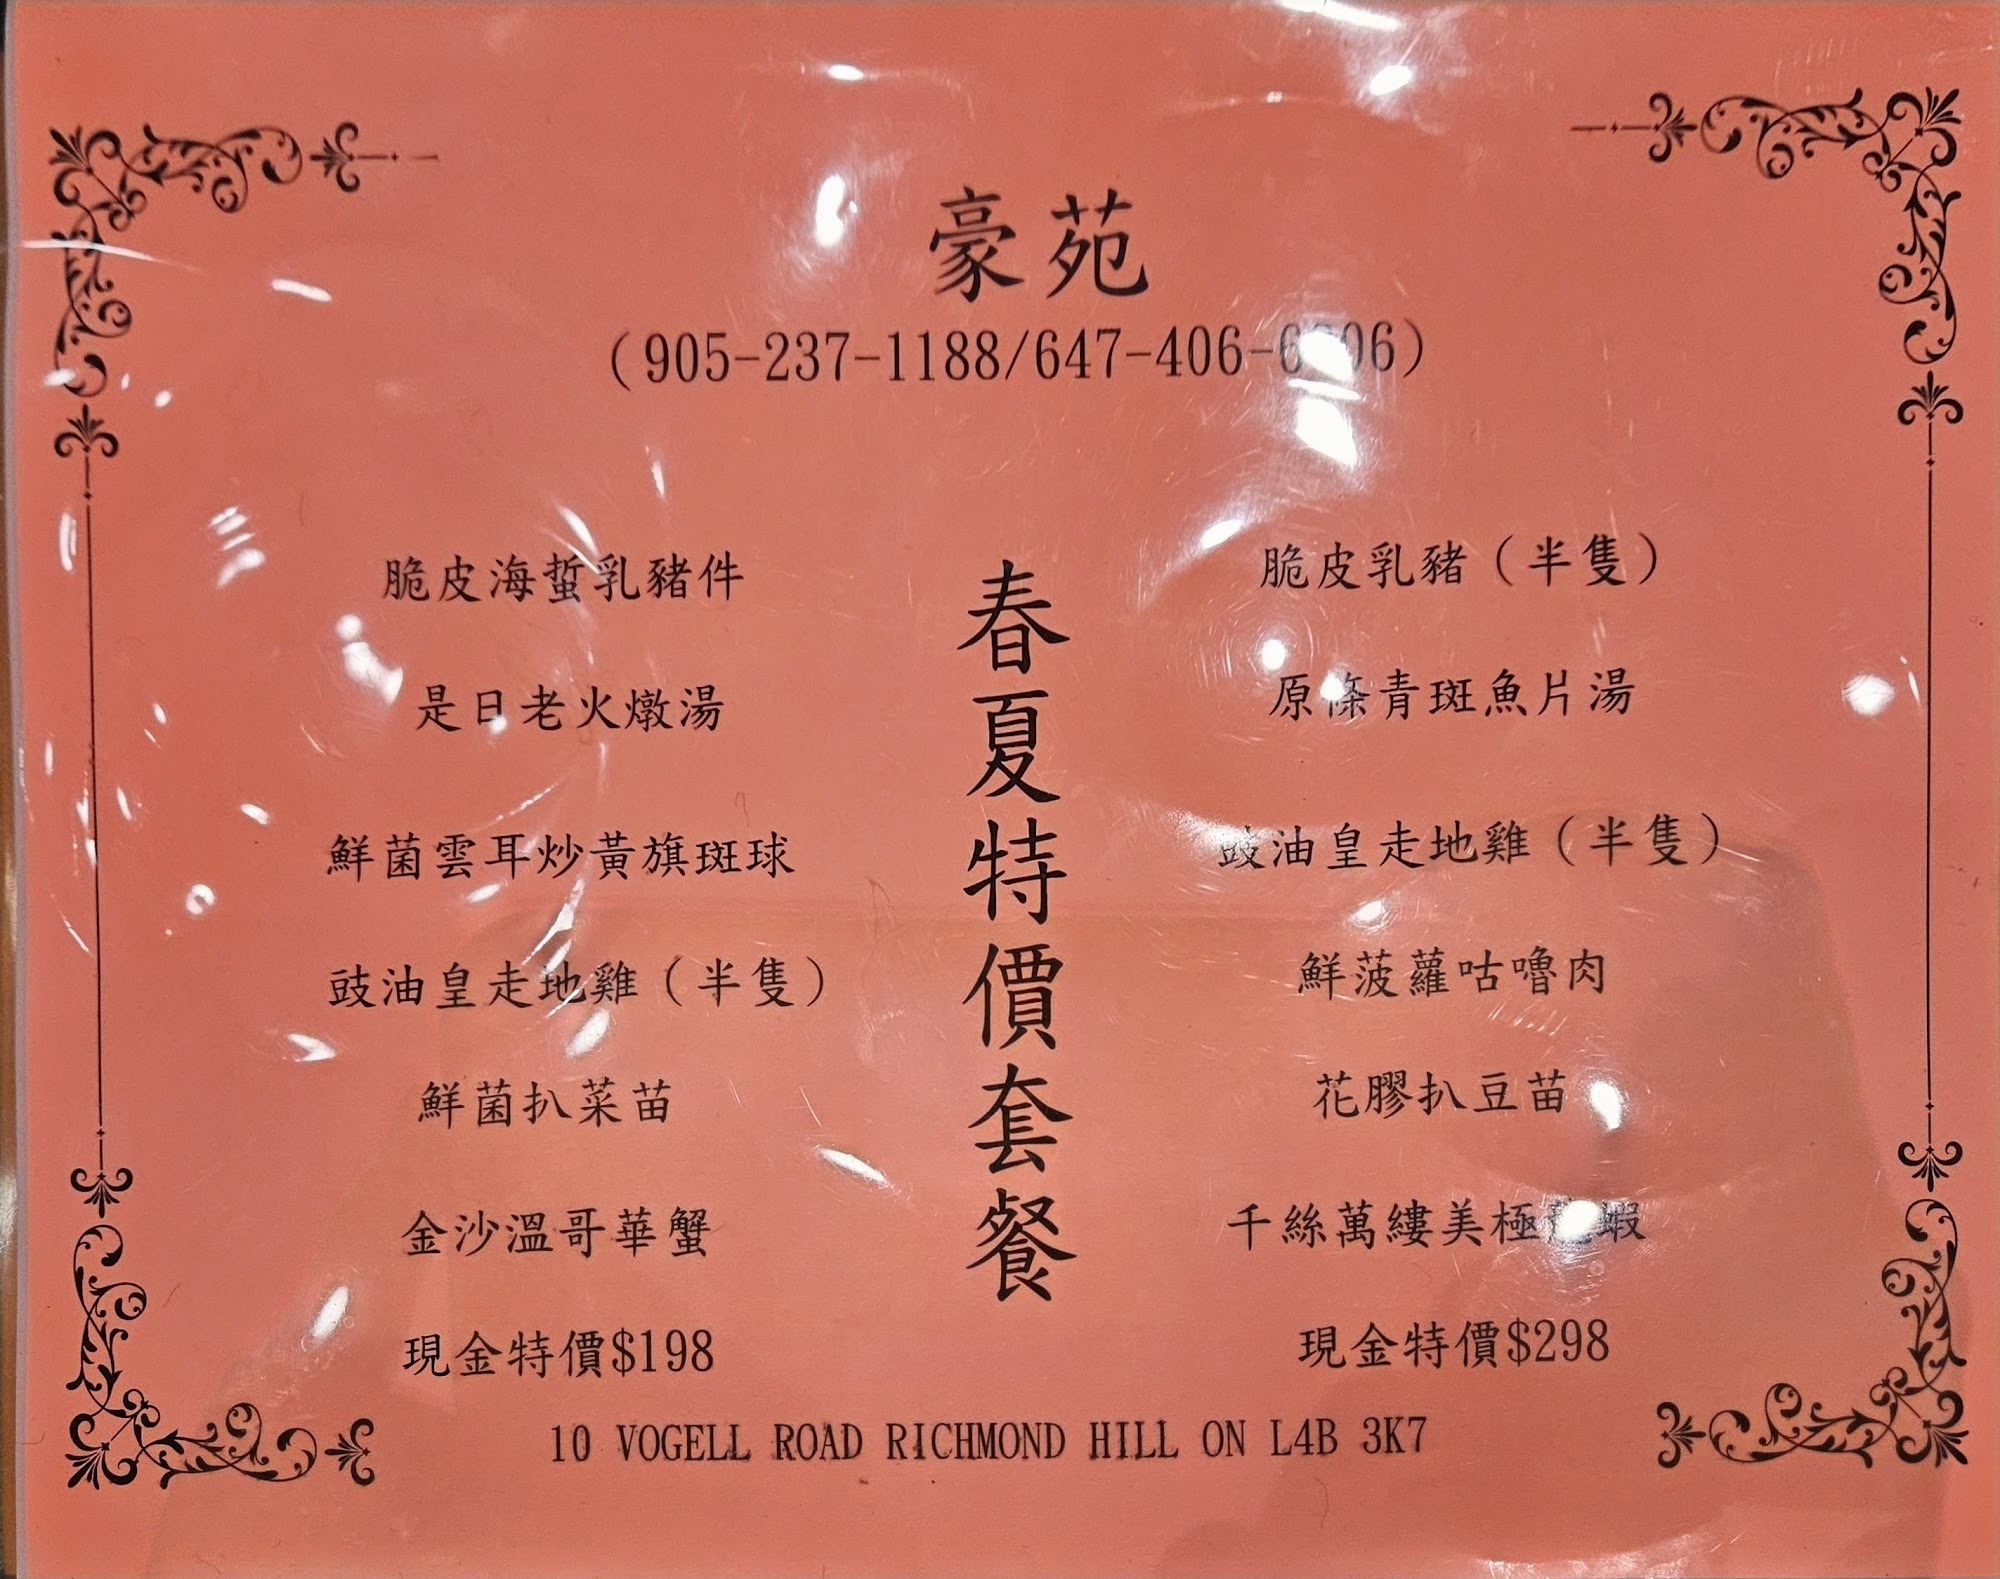 豪苑
(905-237-1188/647-406-
脆皮海蜇乳豬件
是日老火燉湯
鮮菌雲耳炒黃旗斑球
豉油皇走地雞（半隻）
鮮菌扒菜苗
金沙溫哥華蟹
現金特價$198
春夏特價套餐
脆皮乳豬（半隻）
原條青斑魚片湯
豉油皇走地雞（半隻）
鮮菠蘿咕嚕肉
花膠扒豆苗
千絲萬縷美極龍蝦
現金特價$298
10 VOGELL ROAD RICHMOND HILL ON L4B 3K7